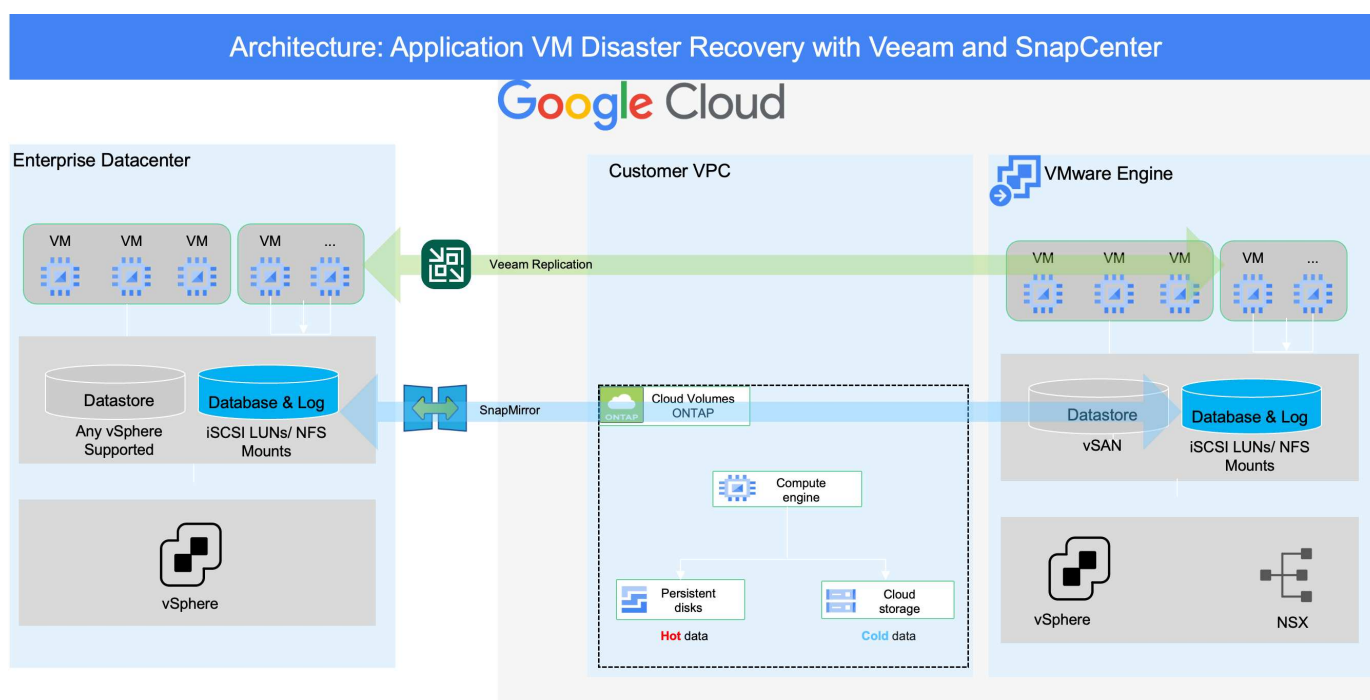 Architecture: Application VM Disaster Recovery with Veeam and SnapCenter
Google Cloud
Enterprise Datacenter
VM
VM
VM
VM
...
Veeam Replication
Datastore
Any vSphere
Supported
Database & Log
iSCSI LUNs/ NFS
Mounts
SnapMirror
vSphere
Customer VPC
ONTAP
Cloud Volumes
ONTAP
Compute
engine
Persistent
disks
Hot data
Cloud
storage
Cold data
VMware Engine
VM
VM
VM
VM
...
Datastore
vSAN
Database & Log
iSCSI LUNs/ NFS
Mounts
vSphere
NSX